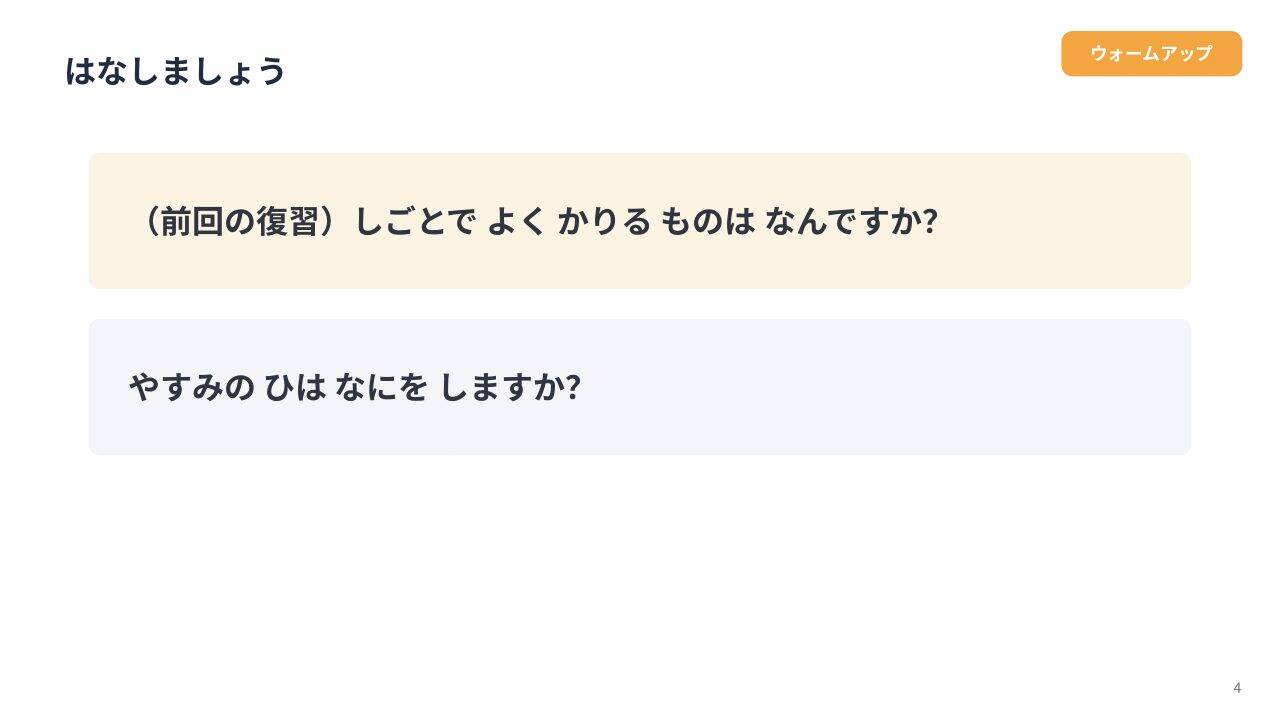 はなしましょう
ウォームアップ
（前回の復習）しごとで よく かりる ものは なんですか?
やすみの ひは なにを しますか?
4